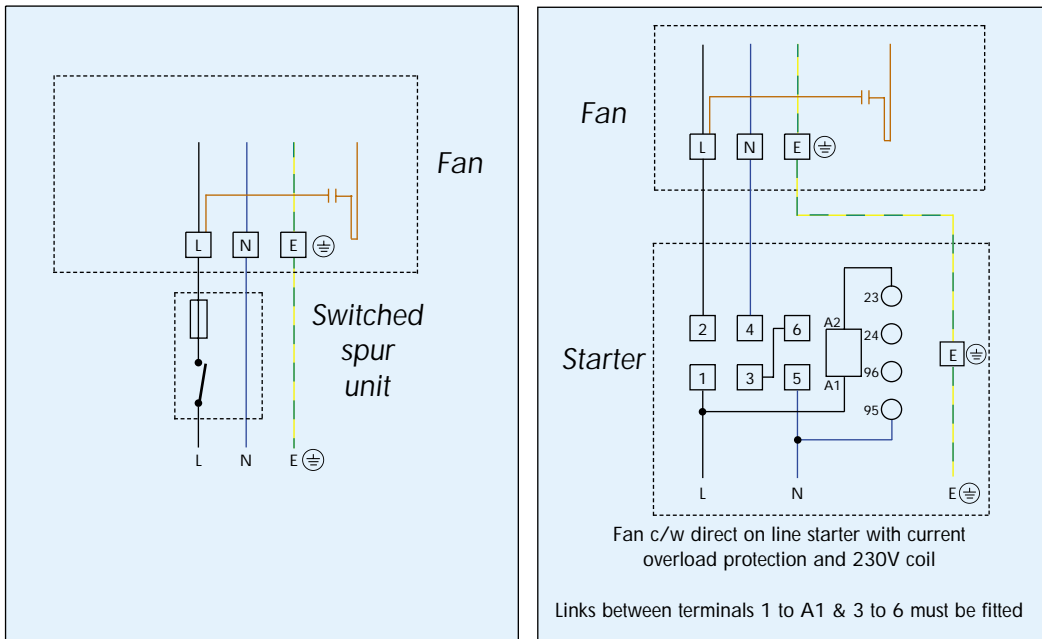 Fan
L N E
Switched
spur
unit
L N E
Fan
L N E
Starter
2 4 6
1 3 5
A2
A1
23
24
96
95
E
L N E
Fan c/w direct on line starter with current
overload protection and 230V coil
Links between terminals 1 to A1 & 3 to 6 must be fitted